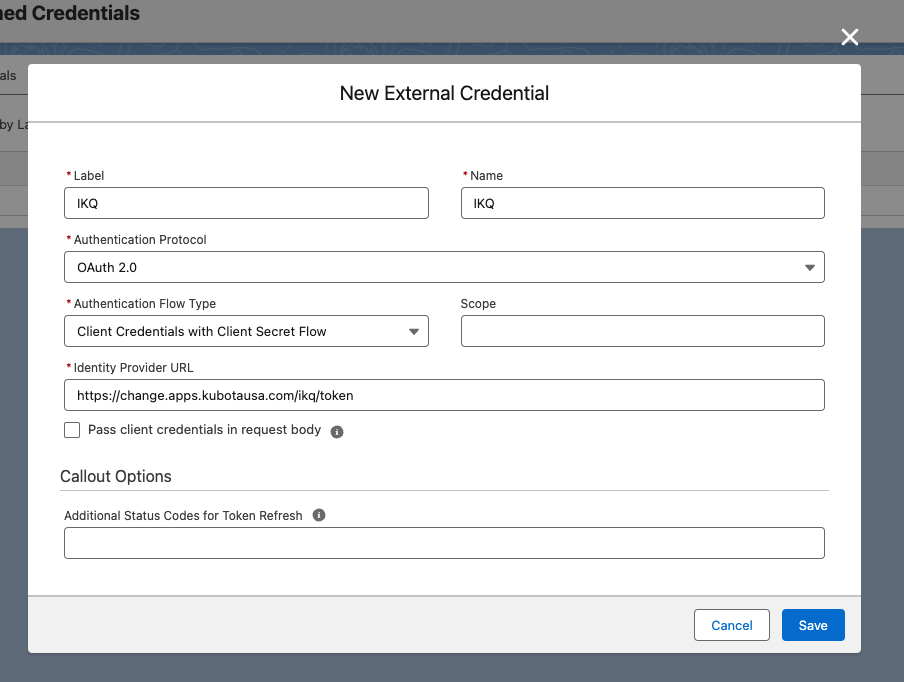 ned Credentials
New External Credential
als
by La
* Label
* Name
IKQ
IKQ
* Authentication Protocol
OAuth 2.0
* Authentication Flow Type
Scope
Client Credentials with Client Secret Flow
* Identity Provider URL
https://change.apps.kubotausa.com/ikq/token
Pass client credentials in request body
Callout Options
Additional Status Codes for Token Refresh
Cancel
Save